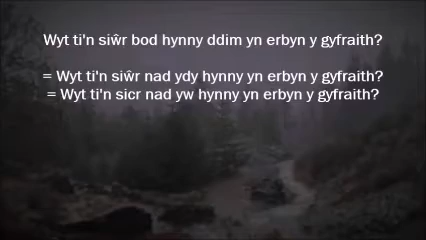 Wyt ti'n siŵr bod hynny ddim yn erbyn y gyfraith?
= Wyt ti'n siŵr nad ydy hynny yn erbyn y gyfraith?
= Wyt ti'n sicr nad yw hynny yn erbyn y gyfraith?